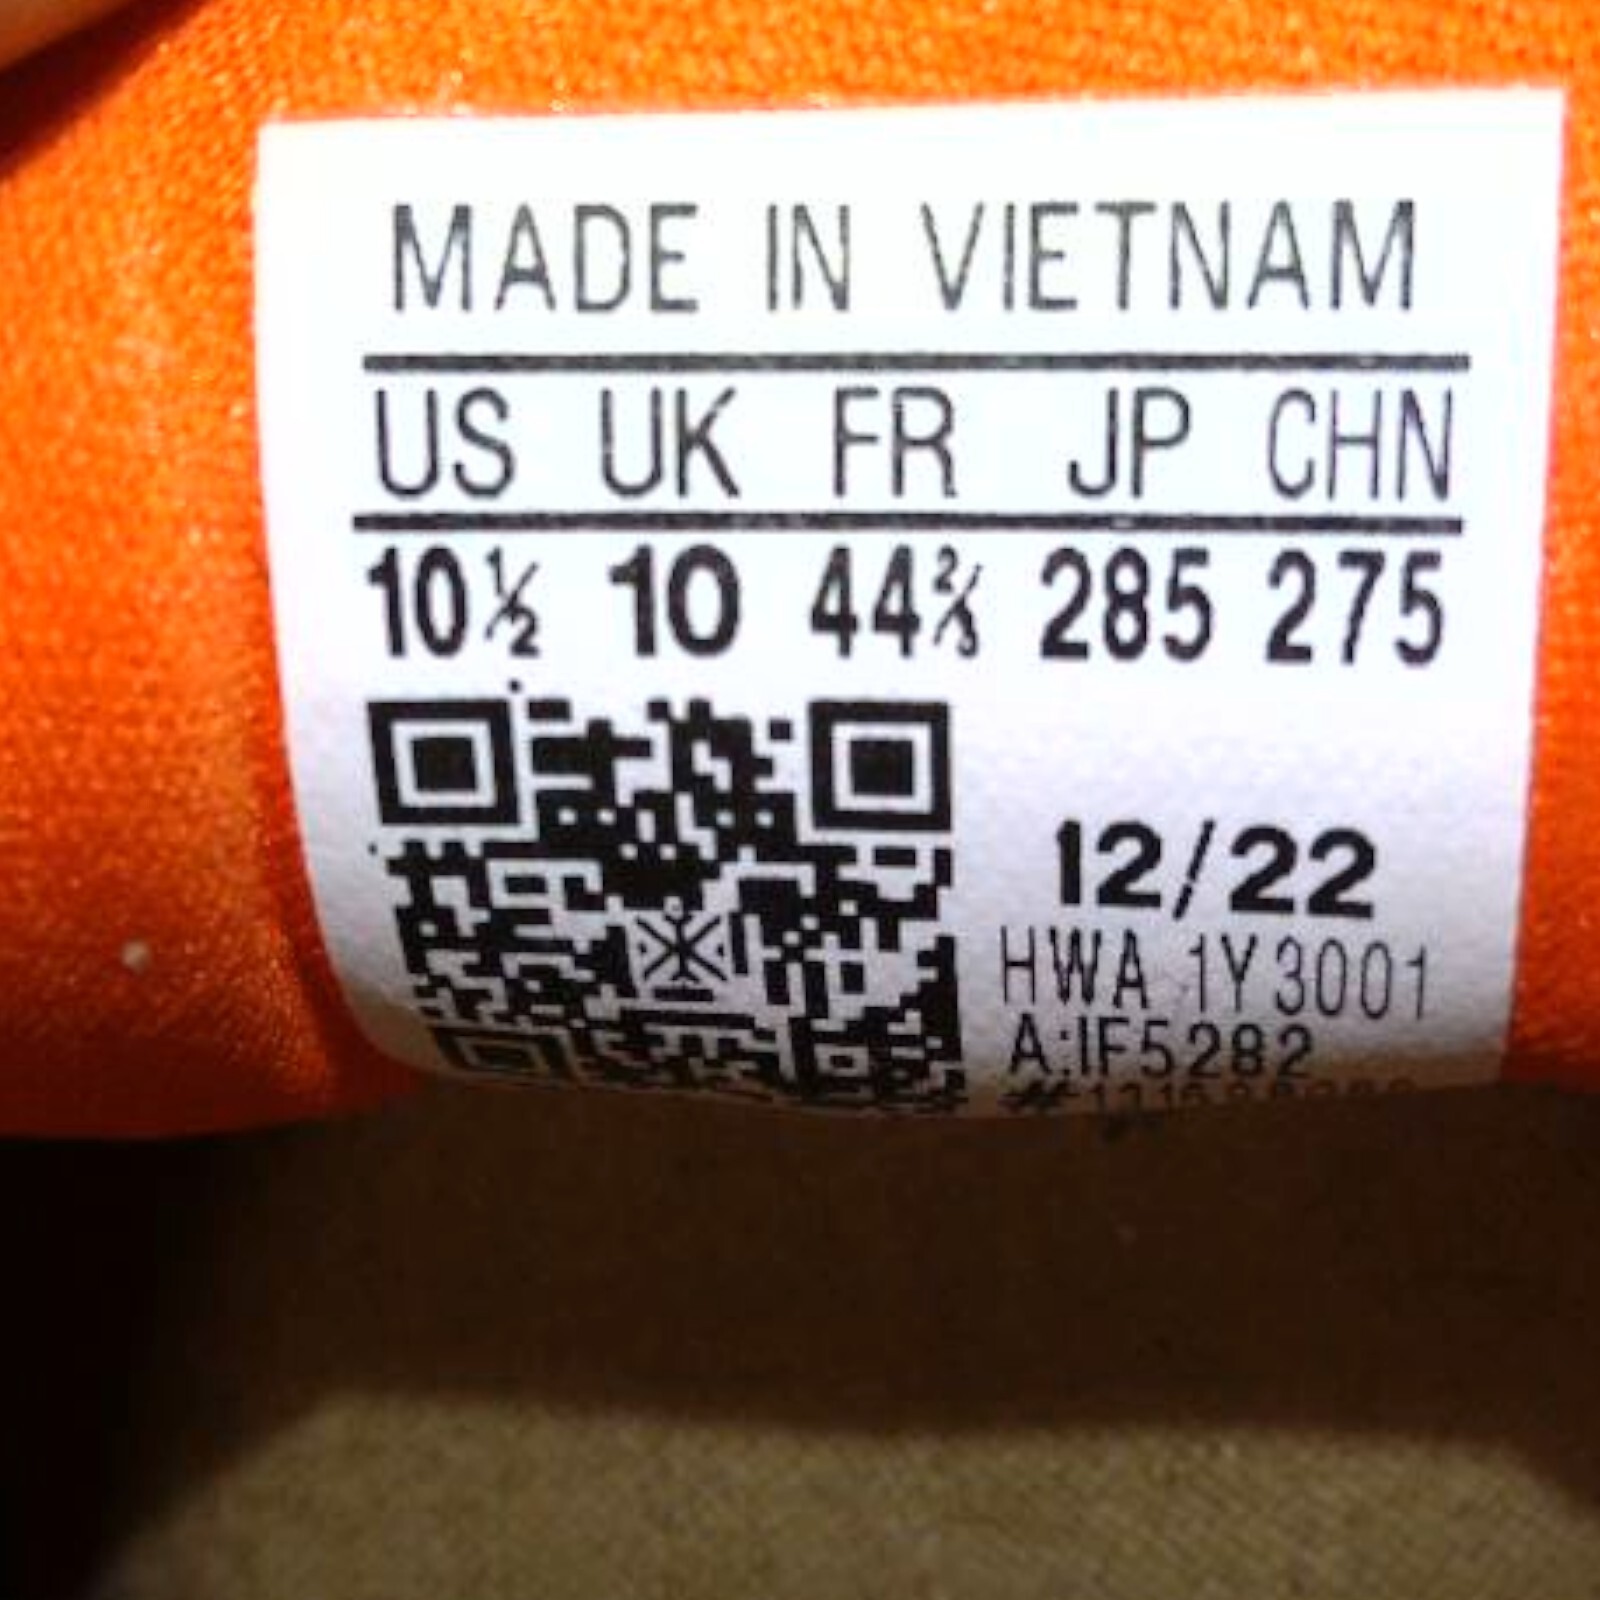 MADE IN VIETNAM
US UK FR JP CHN
10½ 10 44⅔ 285 275
12/22
HWA 1Y3001
A:IF5282